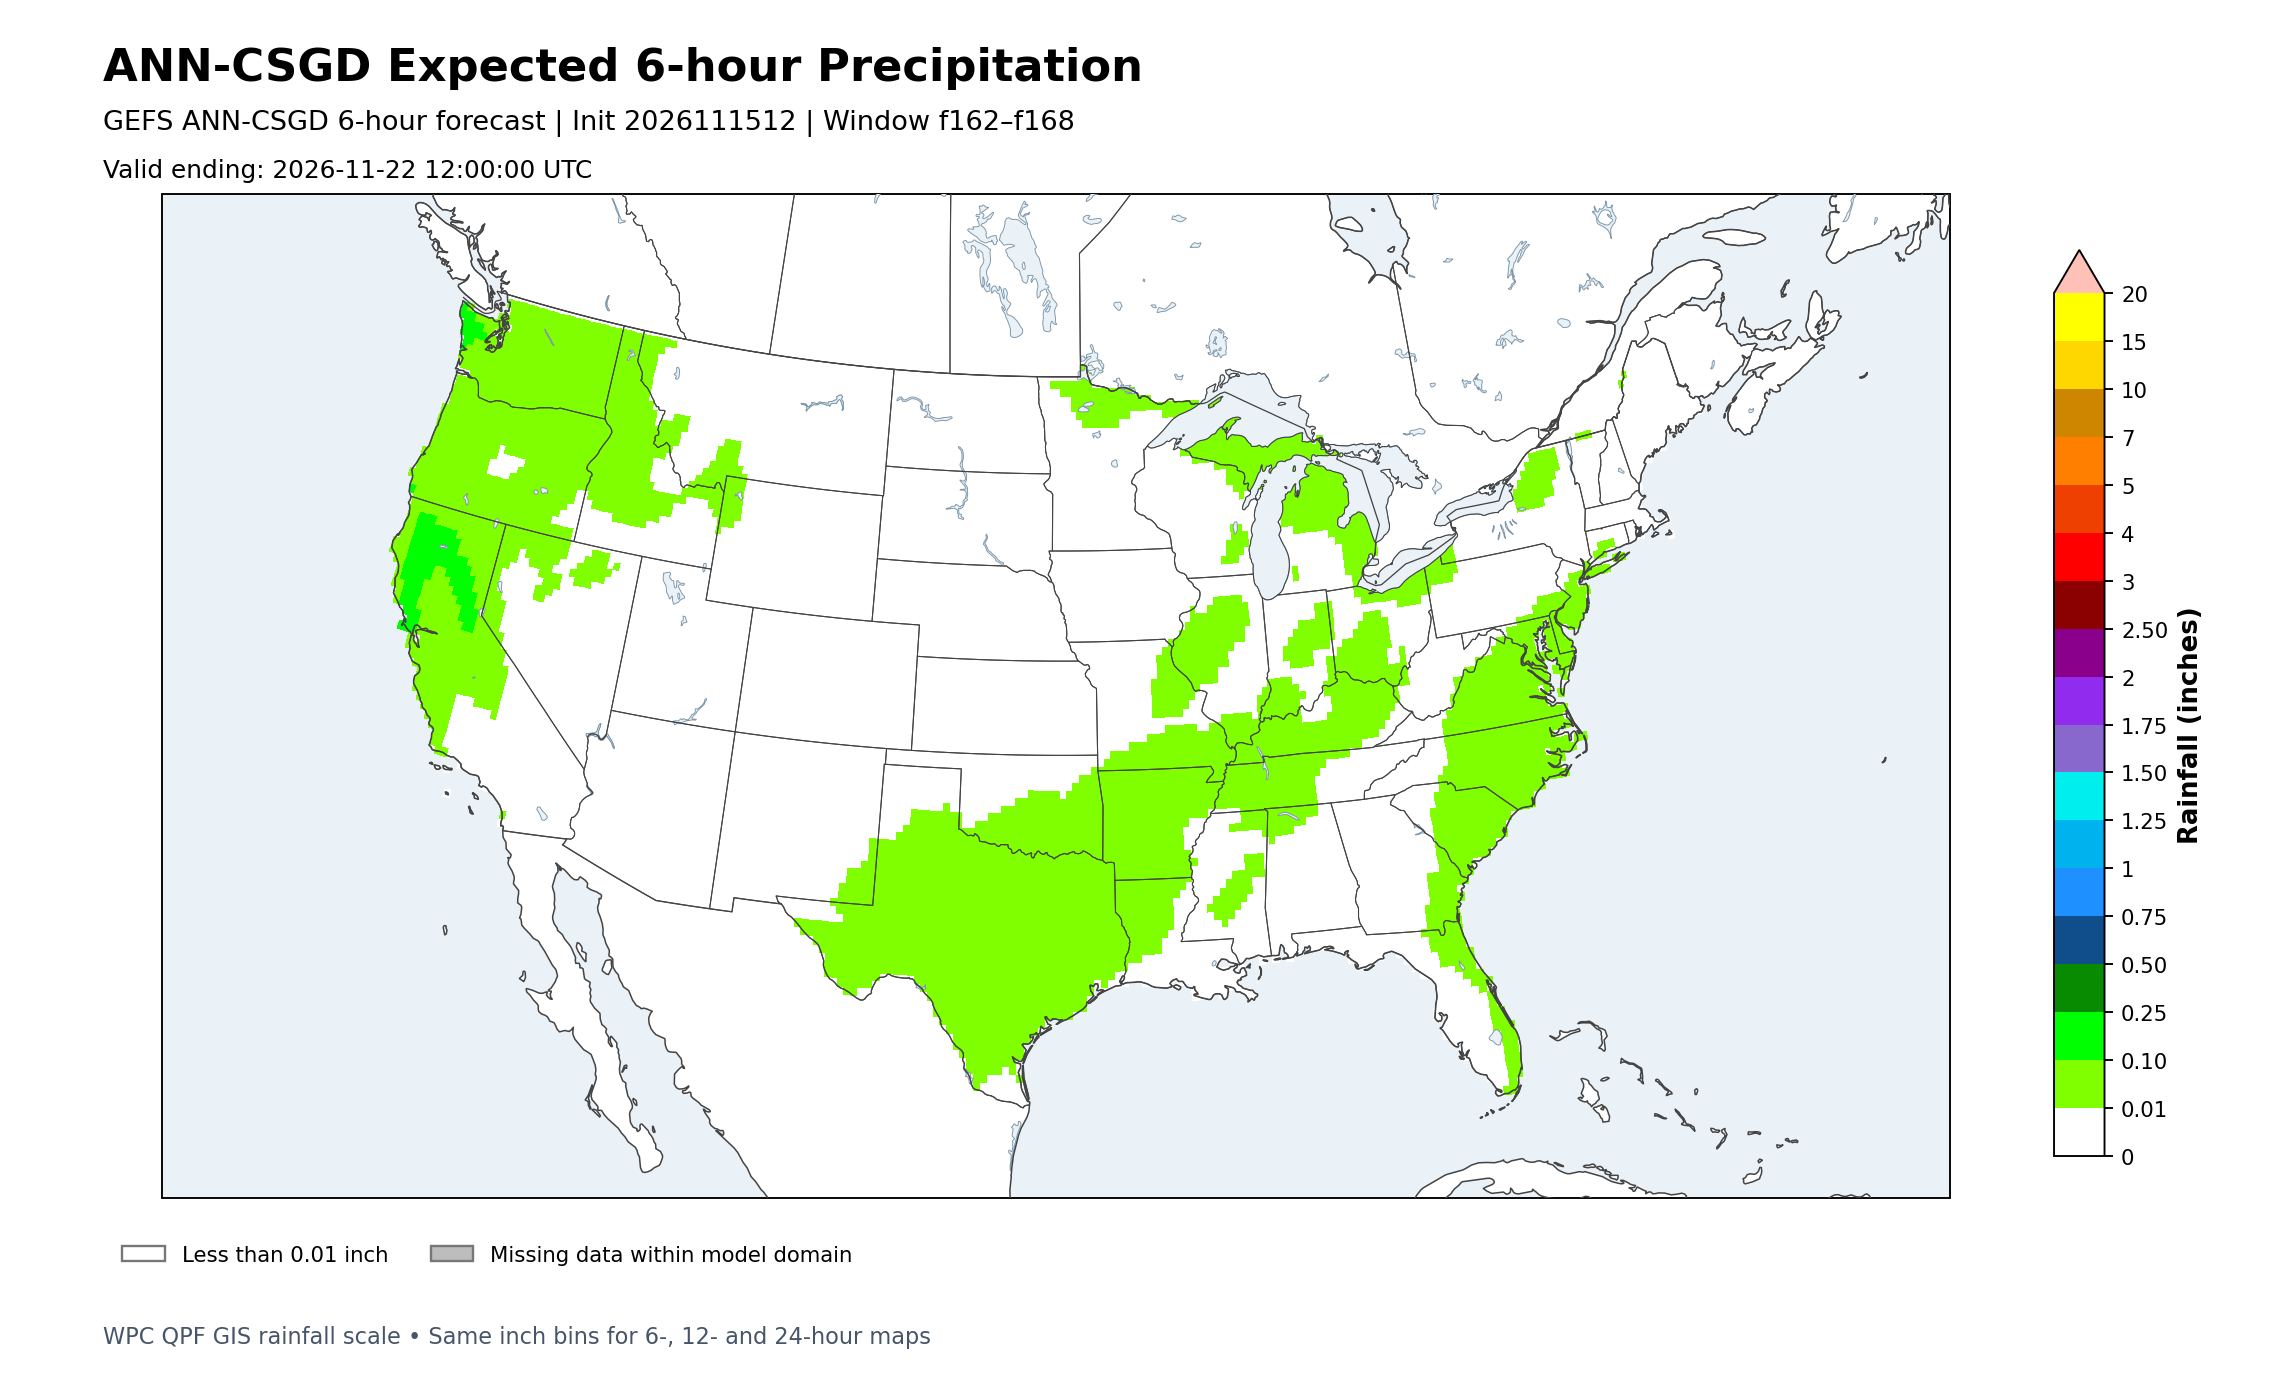 ANN-CSGD Expected 6-hour Precipitation
GEFS ANN-CSGD 6-hour forecast | Init 2026111512 | Window f162–f168
Valid ending: 2026-11-22 12:00:00 UTC
20
15
10
7
5
4
3
2.50
2
1.75
1.50
1.25
1
0.75
0.50
0.25
0.10
0.01
0
Rainfall (inches)
Less than 0.01 inch
Missing data within model domain
WPC QPF GIS rainfall scale • Same inch bins for 6-, 12- and 24-hour maps